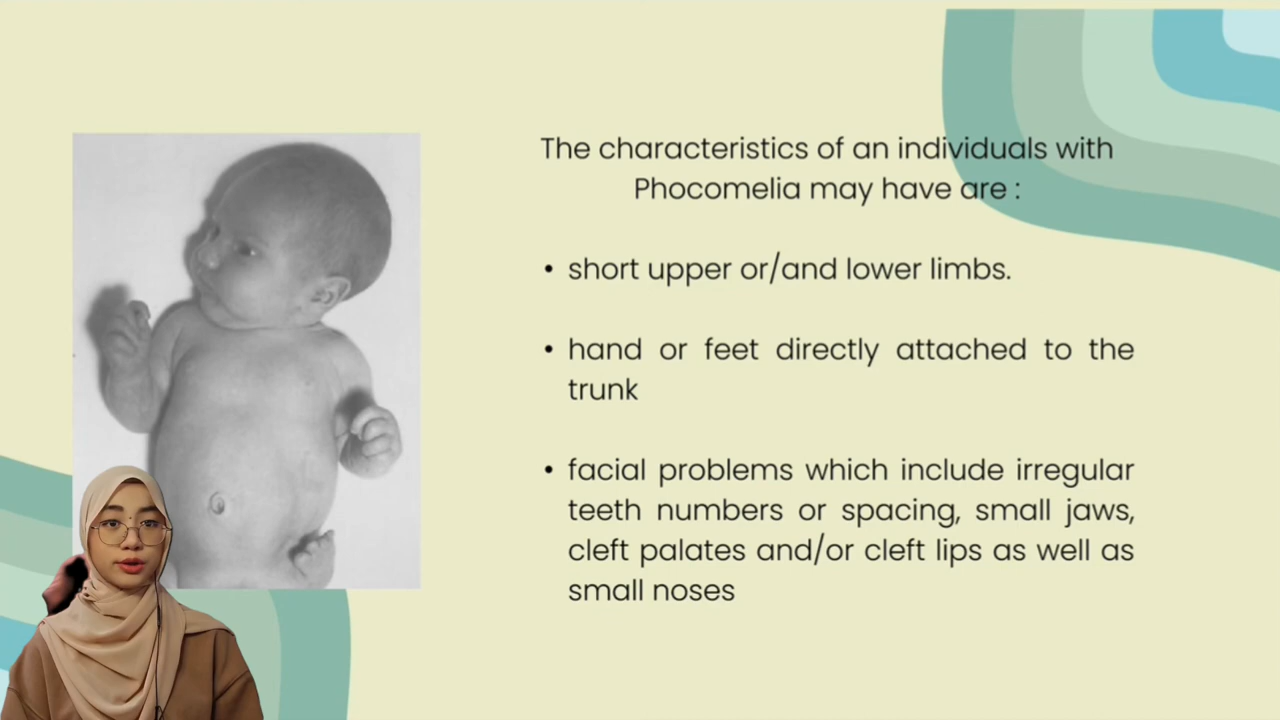 The characteristics of an individuals with
Phocomelia may have are :
• short upper or/and lower limbs.
• hand or feet directly attached to the
trunk
• facial problems which include irregular
teeth numbers or spacing, small jaws,
cleft palates and/or cleft lips as well as
small noses